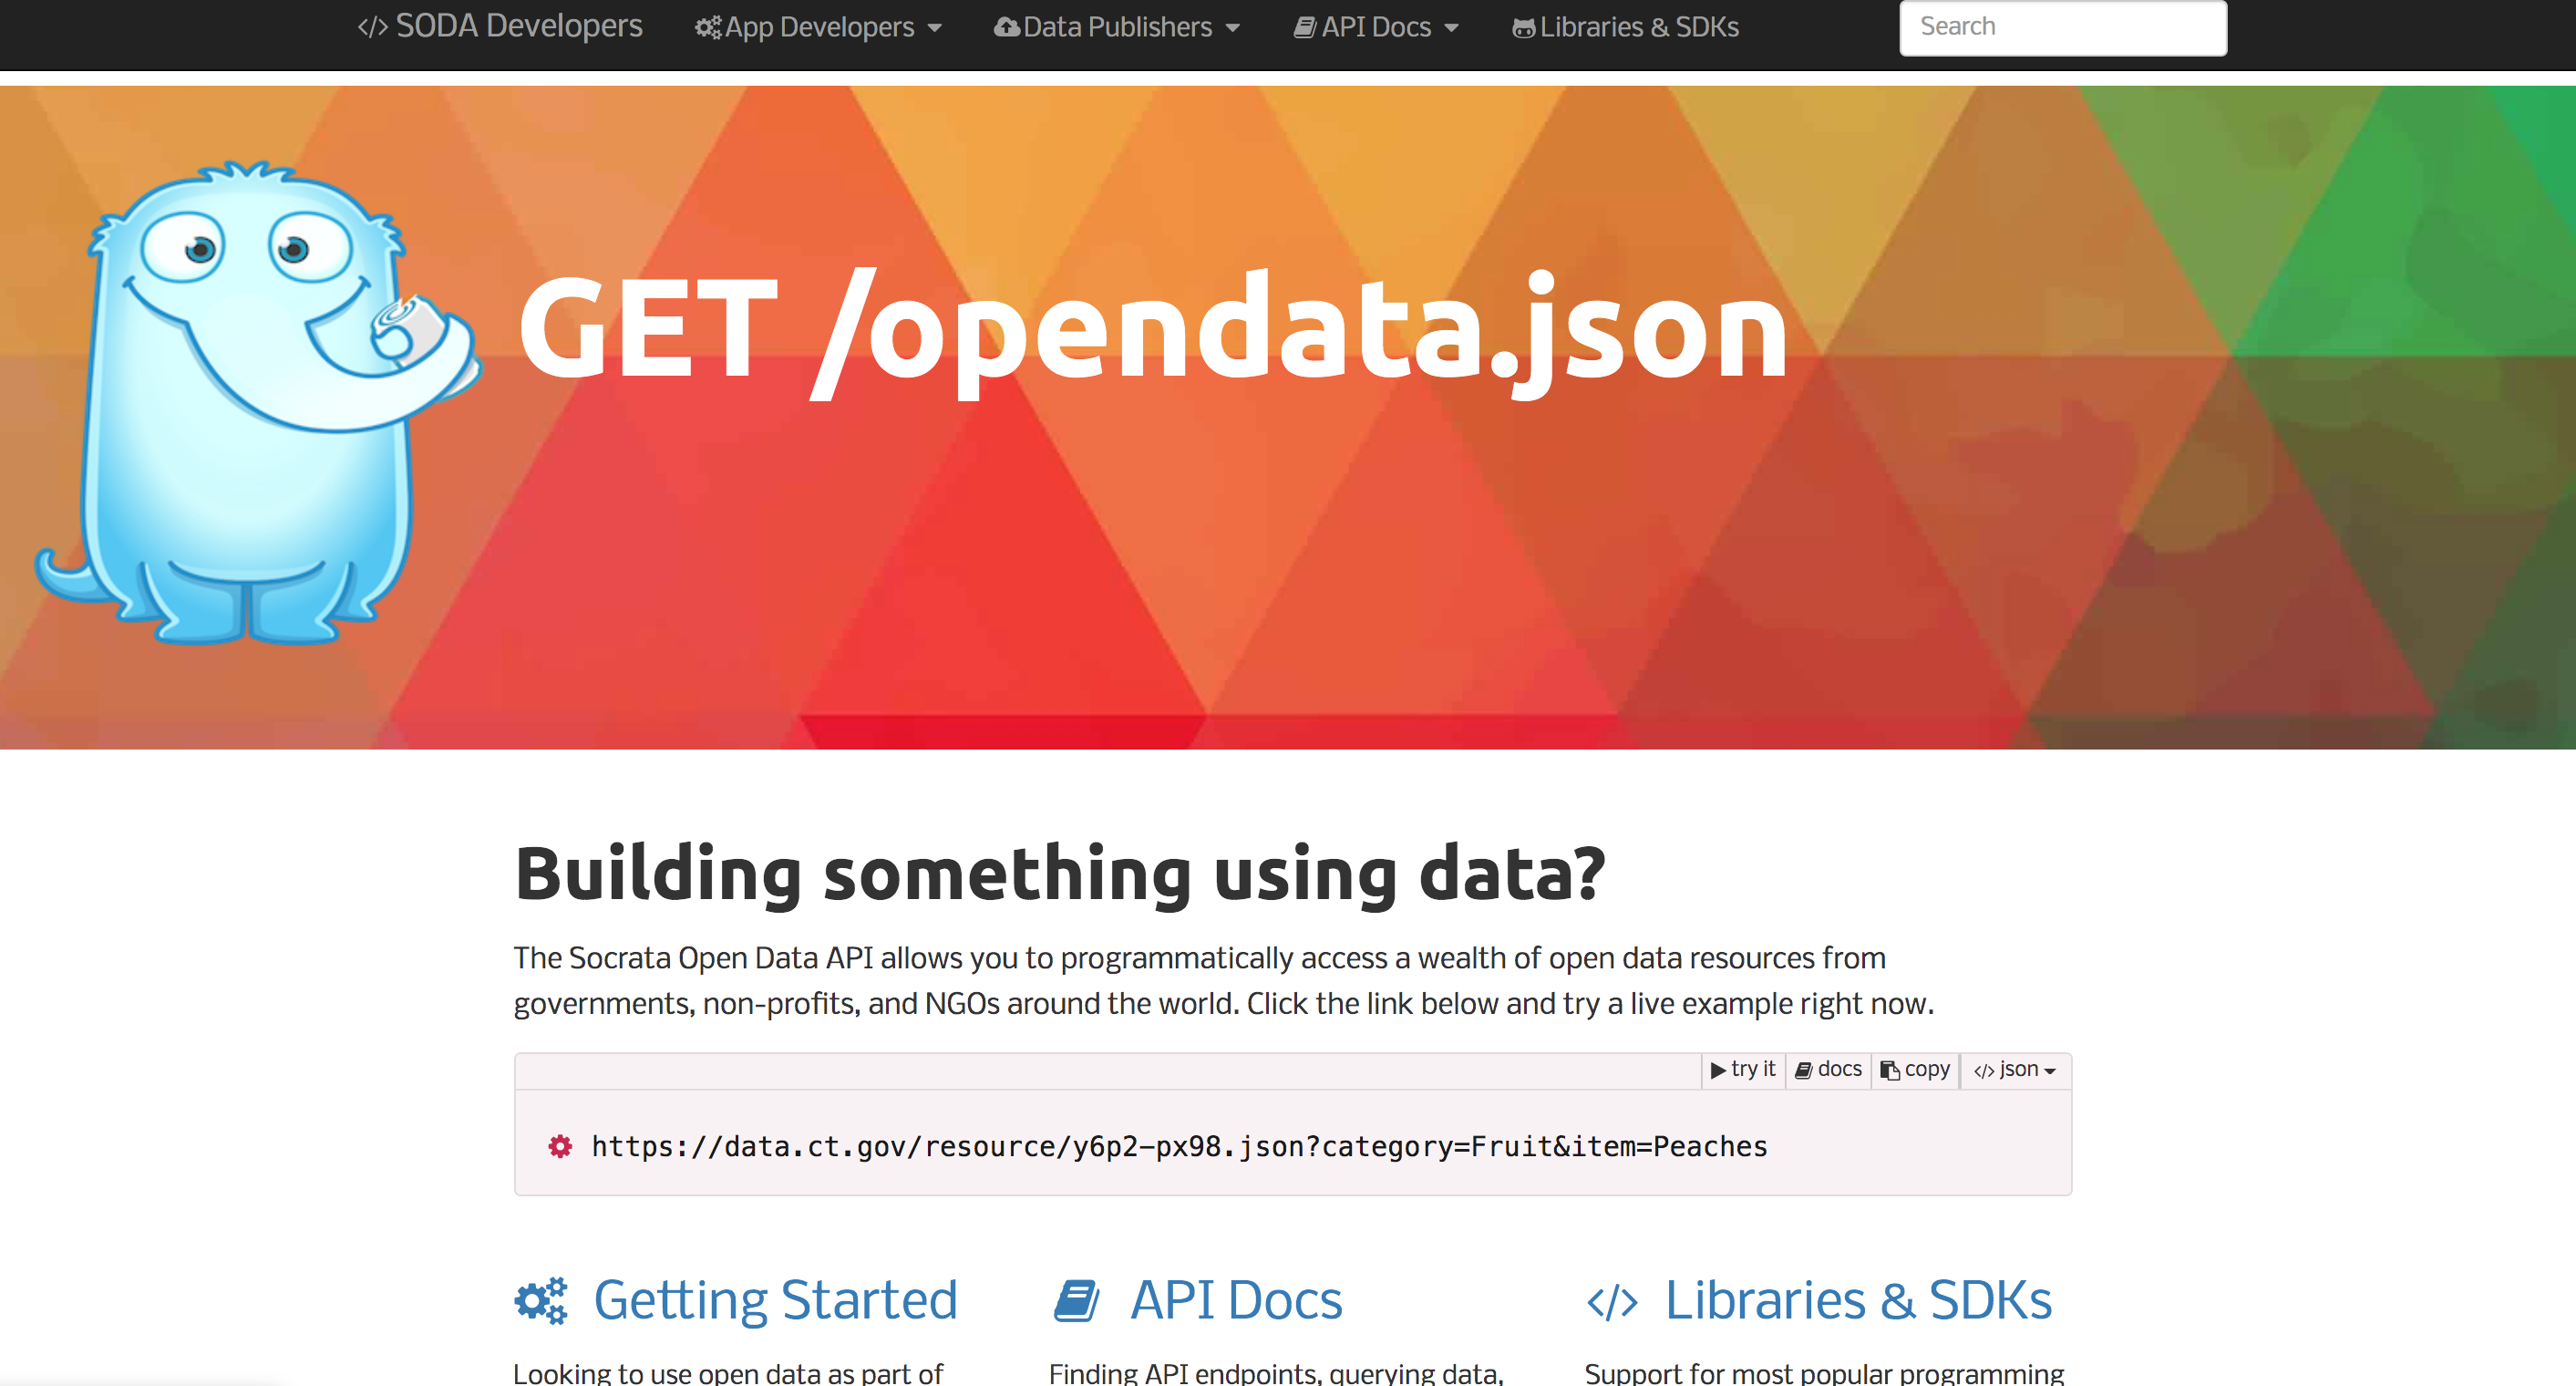 </> SODA Developers App Developers Data Publishers API Docs Libraries & SDKs Search
GET /opendata.json
Building something using data?
The Socrata Open Data API allows you to programmatically access a wealth of open data resources from
governments, non-profits, and NGOs around the world. Click the link below and try a live example right now.
try it docs copy </> json
https://data.ct.gov/resource/y6p2-px98.json?category=Fruit&item=Peaches
Getting Started API Docs </> Libraries & SDKs
Looking to use open data as part of Finding API endpoints, querying data, Support for most popular programming